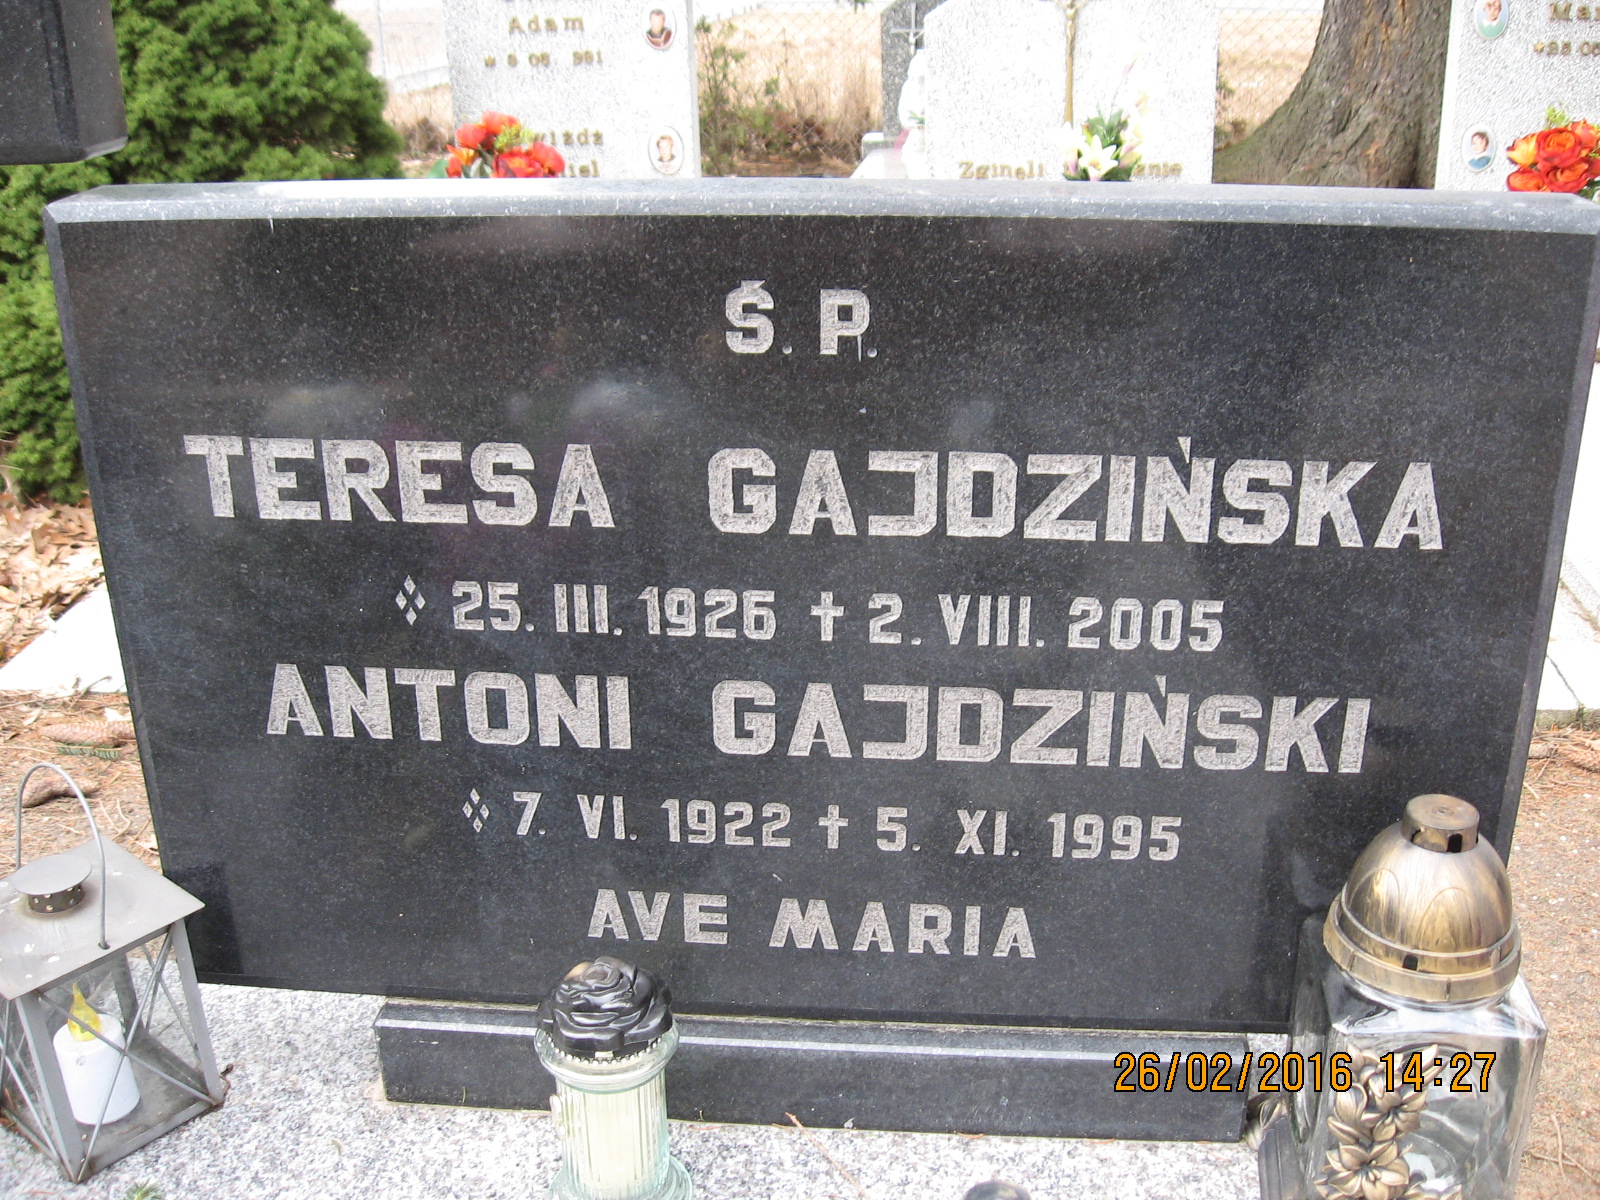 Adam
Zginęli
Ś. P.
TERESA GAJDZIŃSKA
25. III. 1926 ✝ 2. VIII. 2005
ANTONI GAJDZIŃSKI
7. VI. 1922 ✝ 5. XI. 1995
AVE MARIA
26/02/2016 14:27